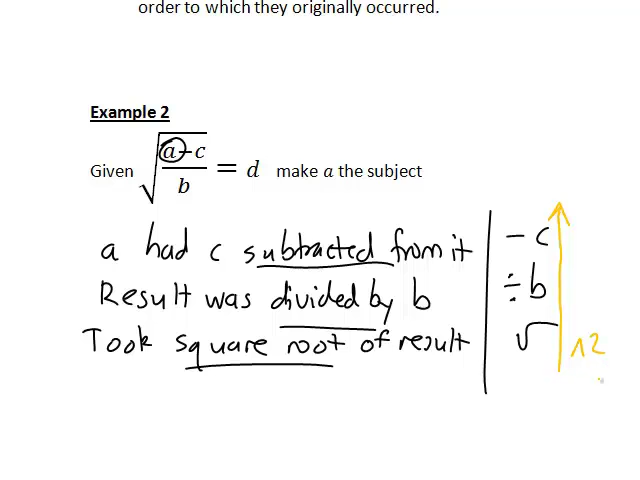 order to which they originally occurred.
Example 2
Given √((a-c)/b) = d make a the subject
a had c subtracted from it - c
Result was divided by b ÷ b
Took square root of result √
^2